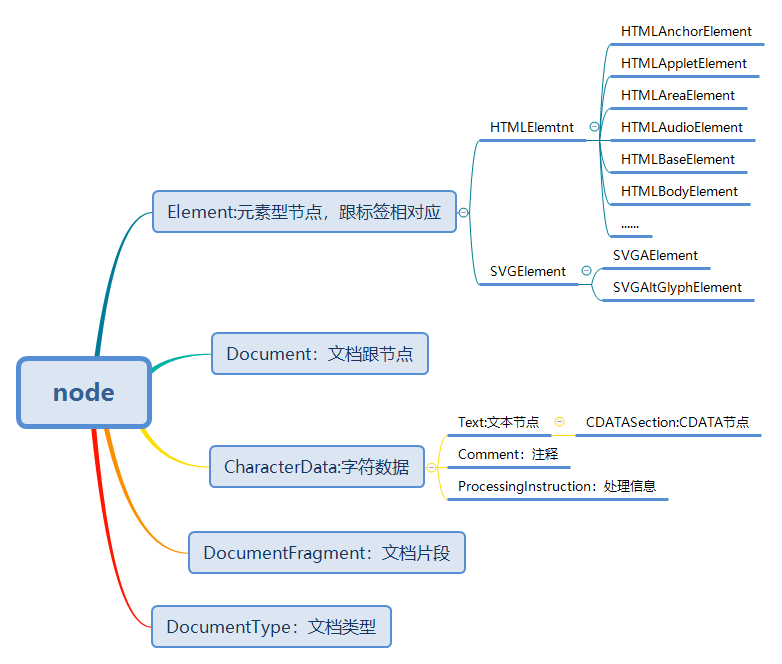 node
Element:元素型节点，跟标签相对应
HTMLElemtnt
HTMLAnchorElement
HTMLAppletElement
HTMLAreaElement
HTMLAudioElement
HTMLBaseElement
HTMLBodyElement
......
SVGElement
SVGAElement
SVGAltGlyphElement
Document：文档跟节点
CharacterData:字符数据
Text:文本节点
CDATASection:CDATA节点
Comment：注释
ProcessingInstruction：处理信息
DocumentFragment：文档片段
DocumentType：文档类型